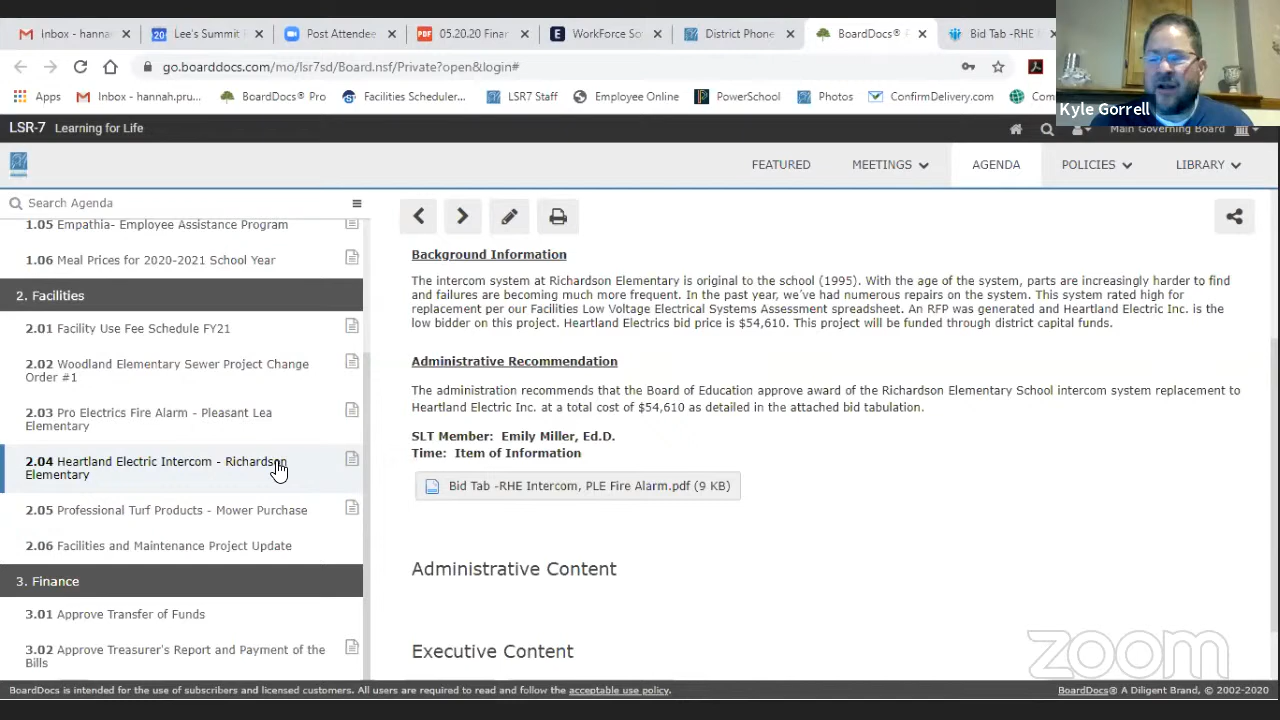 Inbox - hanna
Lee's Summit
Post Attendee
05.20.20 Finan
WorkForce So
District Phone
BoardDocs®
Bid Tab -RHE
go.boarddocs.com/mo/lsr7sd/Board.nsf/Private?open&login#
Apps
Inbox - hannah.pru...
BoardDocs® Pro
Facilities Scheduler...
LSR7 Staff
Employee Online
PowerSchool
Photos
ConfirmDelivery.com
Kyle Gorrell
LSR-7 Learning for Life
Main Governing Board
FEATURED
MEETINGS
AGENDA
POLICIES
LIBRARY
Search Agenda
1.05 Empathia- Employee Assistance Program
1.06 Meal Prices for 2020-2021 School Year
2. Facilities
2.01 Facility Use Fee Schedule FY21
2.02 Woodland Elementary Sewer Project Change
Order #1
2.03 Pro Electrics Fire Alarm - Pleasant Lea
Elementary
2.04 Heartland Electric Intercom - Richardson
Elementary
2.05 Professional Turf Products - Mower Purchase
2.06 Facilities and Maintenance Project Update
3. Finance
3.01 Approve Transfer of Funds
3.02 Approve Treasurer's Report and Payment of the
Bills
Background Information
The intercom system at Richardson Elementary is original to the school (1995). With the age of the system, parts are increasingly harder to find
and failures are becoming much more frequent. In the past year, we've had numerous repairs on the system. This system rated high for
replacement per our Facilities Low Voltage Electrical Systems Assessment spreadsheet. An RFP was generated and Heartland Electric Inc. is the
low bidder on this project. Heartland Electrics bid price is $54,610. This project will be funded through district capital funds.
Administrative Recommendation
The administration recommends that the Board of Education approve award of the Richardson Elementary School intercom system replacement to
Heartland Electric Inc. at a total cost of $54,610 as detailed in the attached bid tabulation.
SLT Member: Emily Miller, Ed.D.
Time: Item of Information
Bid Tab -RHE Intercom, PLE Fire Alarm.pdf (9 KB)
Administrative Content
Executive Content
zoom
BoardDocs is intended for the use of subscribers and licensed customers. All users are required to read and follow the acceptable use policy.
BoardDocs® A Diligent Brand, © 2002-2020